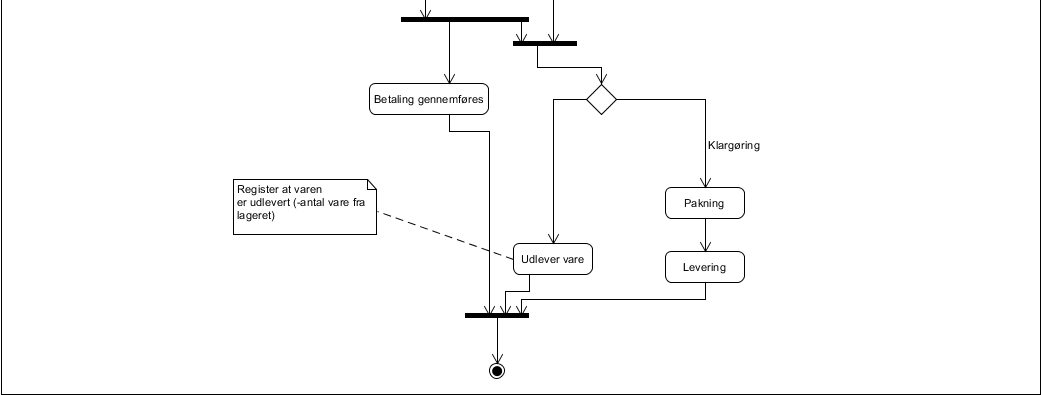 Betaling gennemføres
Klargøring
Register at varen
er udlevert (-antal vare fra
lageret)
Pakning
Udlever vare
Levering